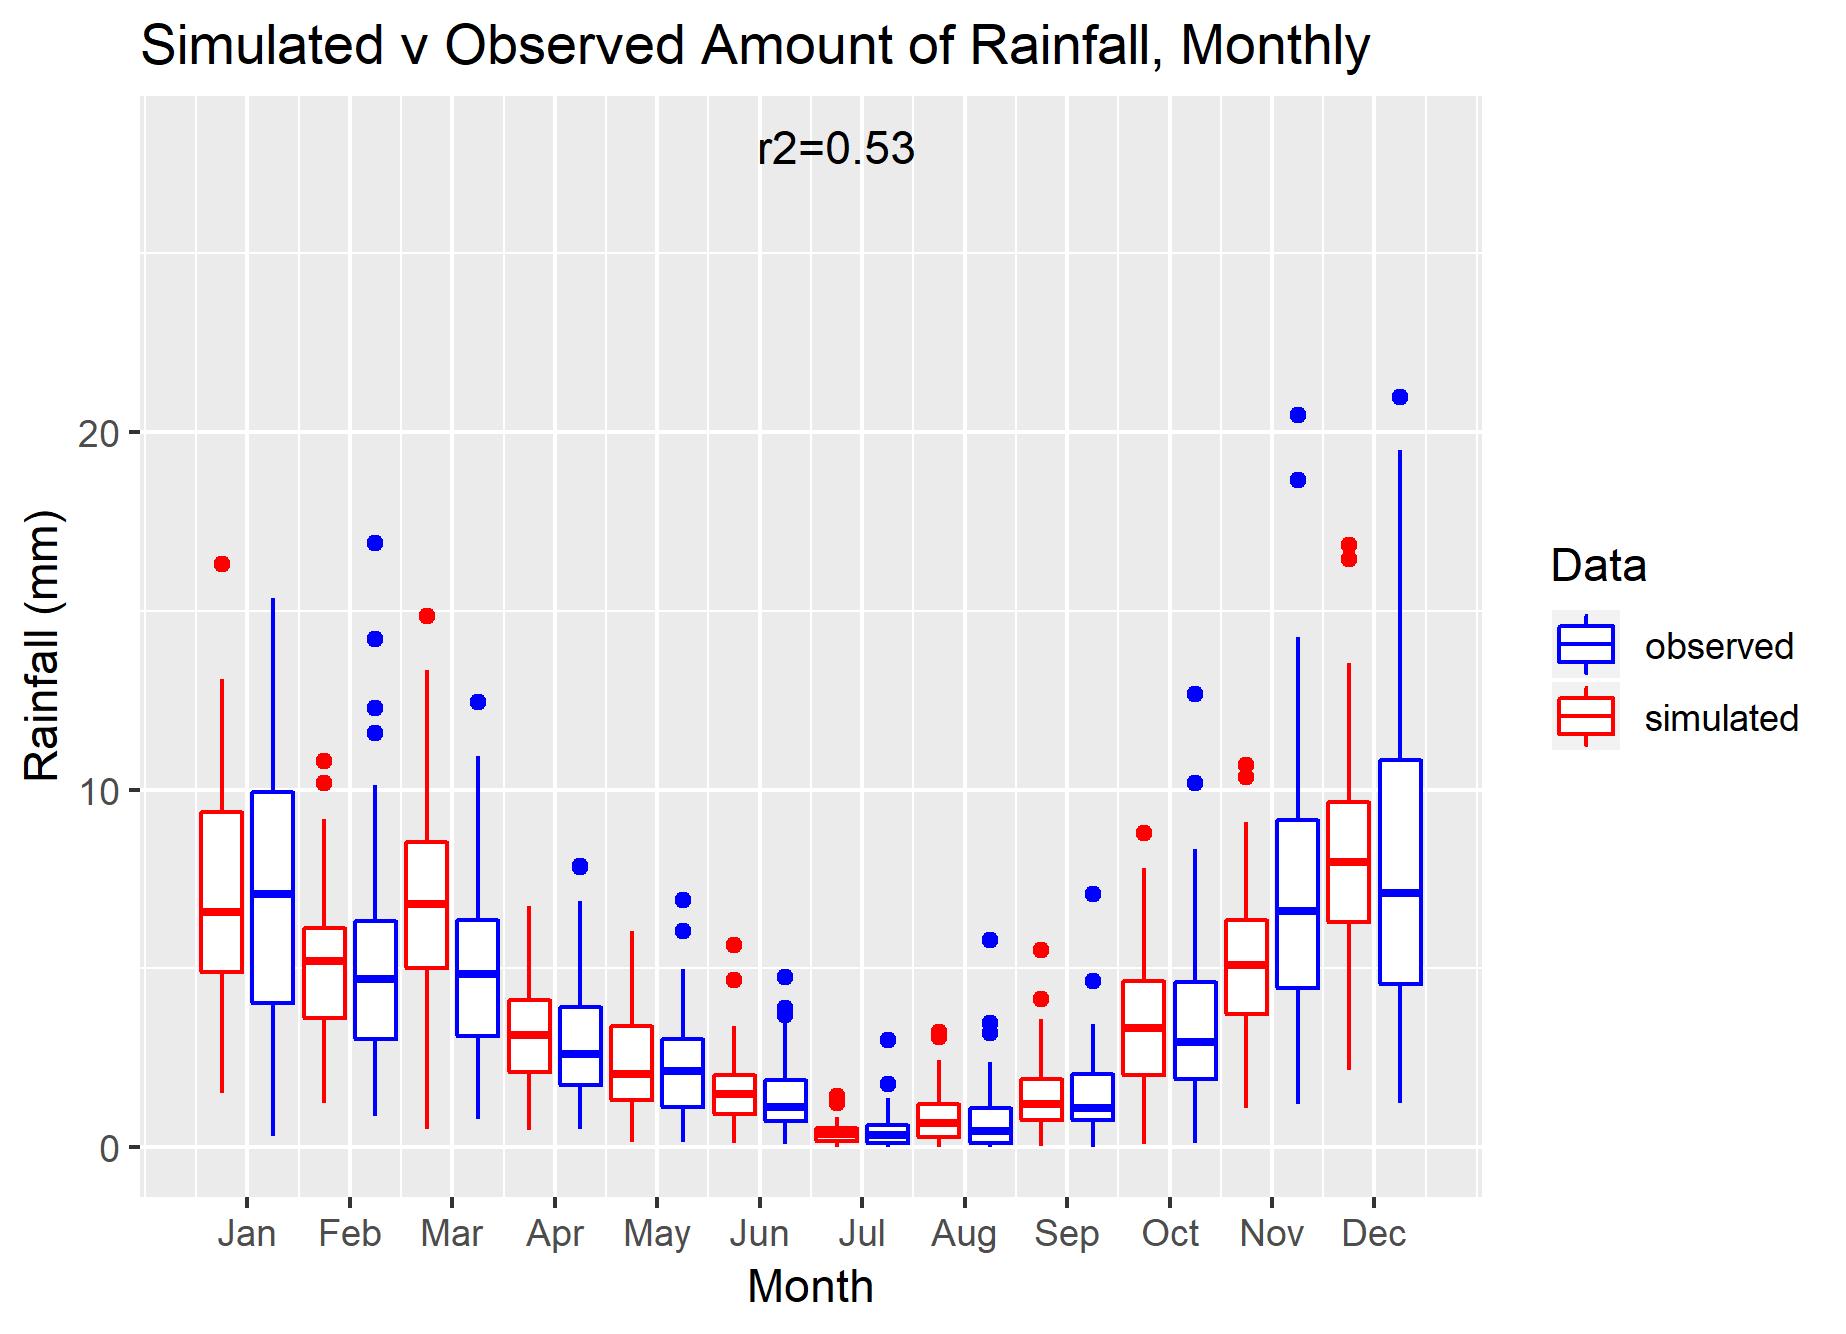 Simulated v Observed Amount of Rainfall, Monthly
r2=0.53
Rainfall (mm)
20
10
0
Jan Feb Mar Apr May Jun Jul Aug Sep Oct Nov Dec
Month
Data
observed
simulated